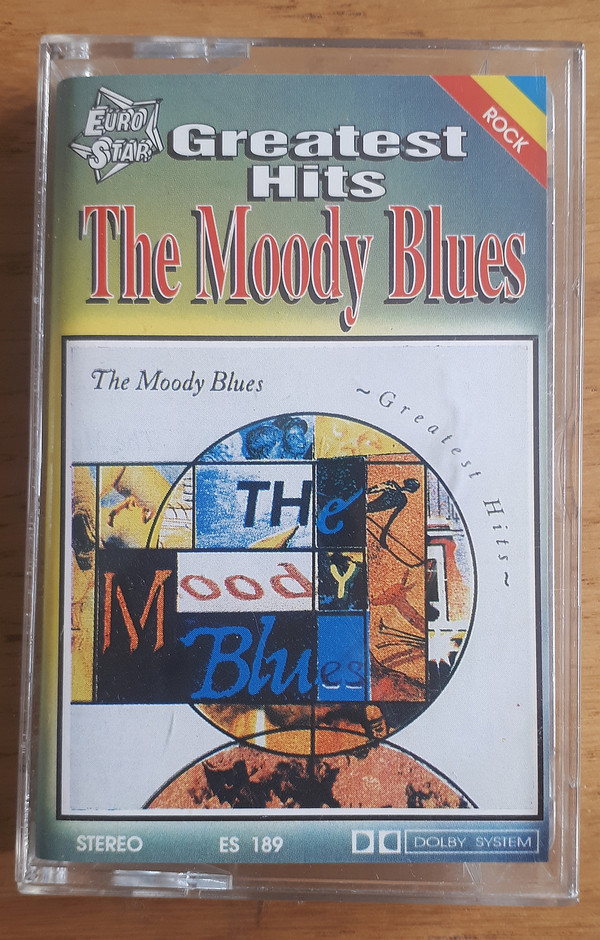 EURO
STAR
ROCK
Greatest
Hits
The Moody Blues
The Moody Blues
~Greatest Hits~
THe
Moody
Blues
STEREO
ES 189
DOLBY SYSTEM